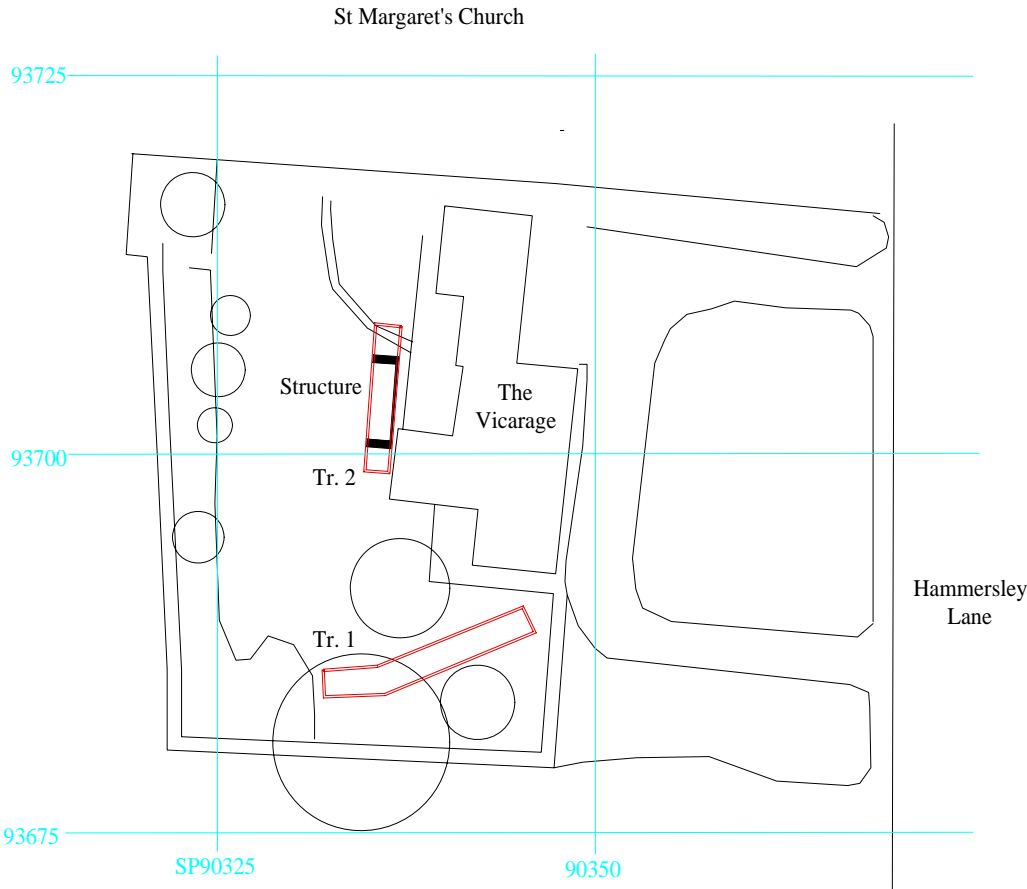 St Margaret's Church
93725
Structure
The
Vicarage
93700
Tr. 2
Hammersley
Lane
Tr. 1
93675
SP90325
90350